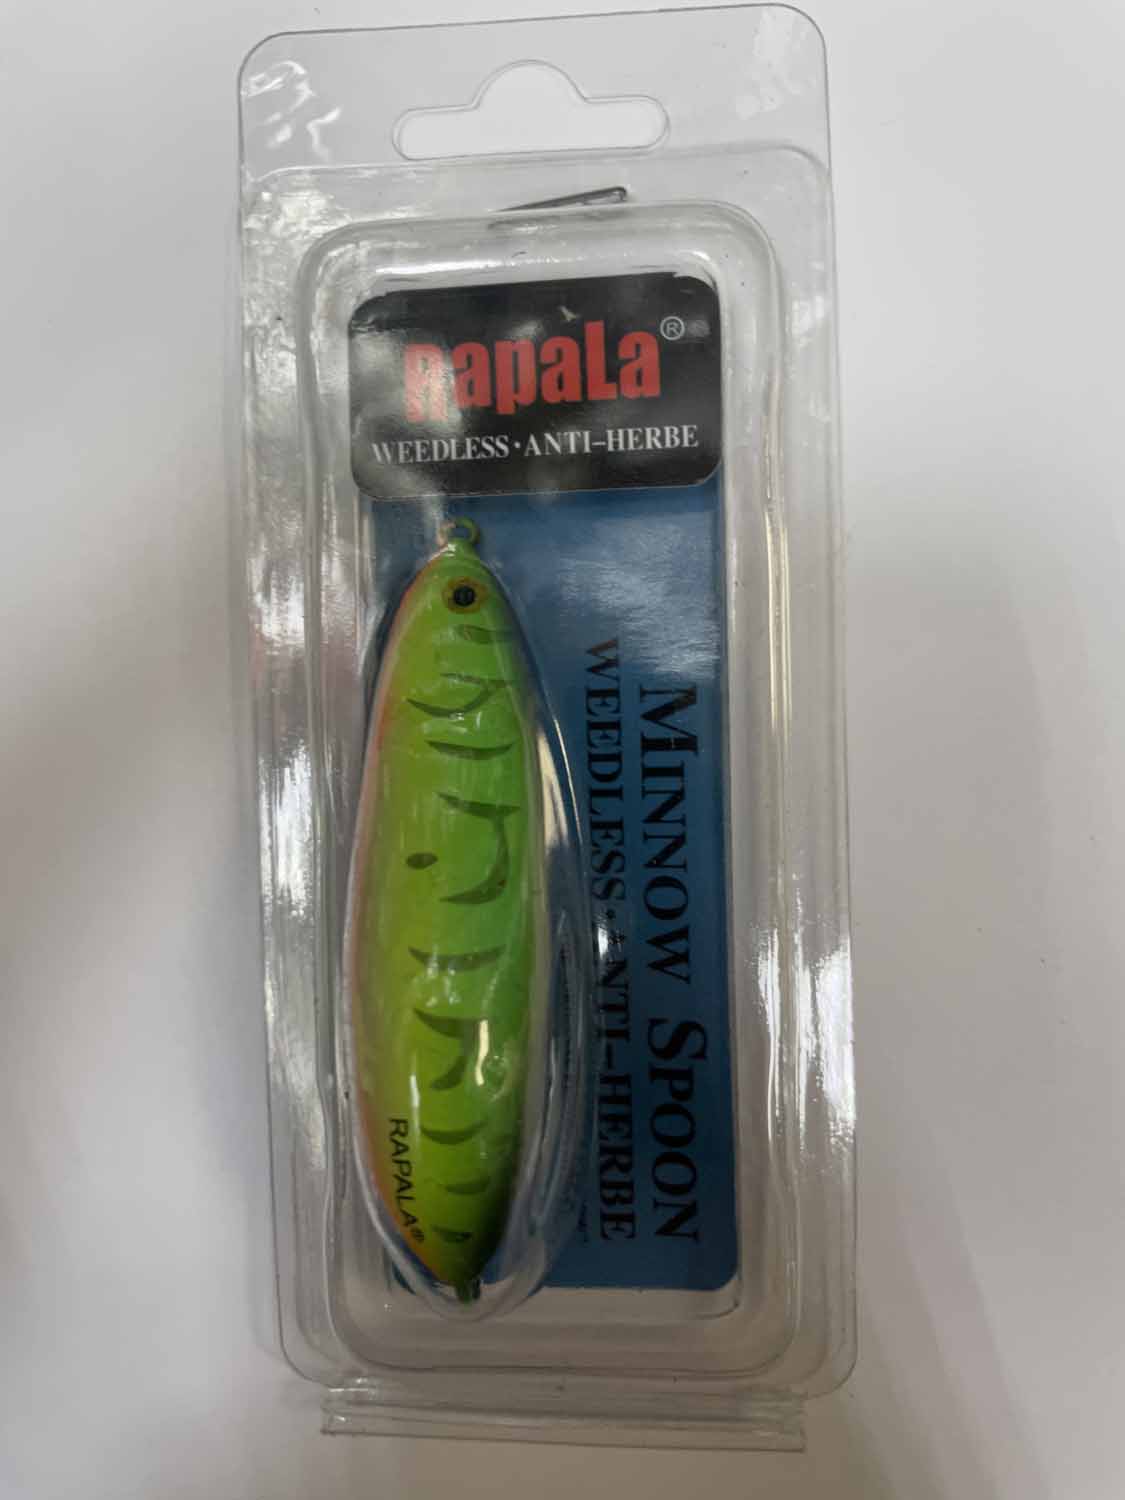 RapaLa®
WEEDLESS·ANTI-HERBE
MINNOW SPOON
WEEDLESS·ANTI-HERBE
RAPALA®